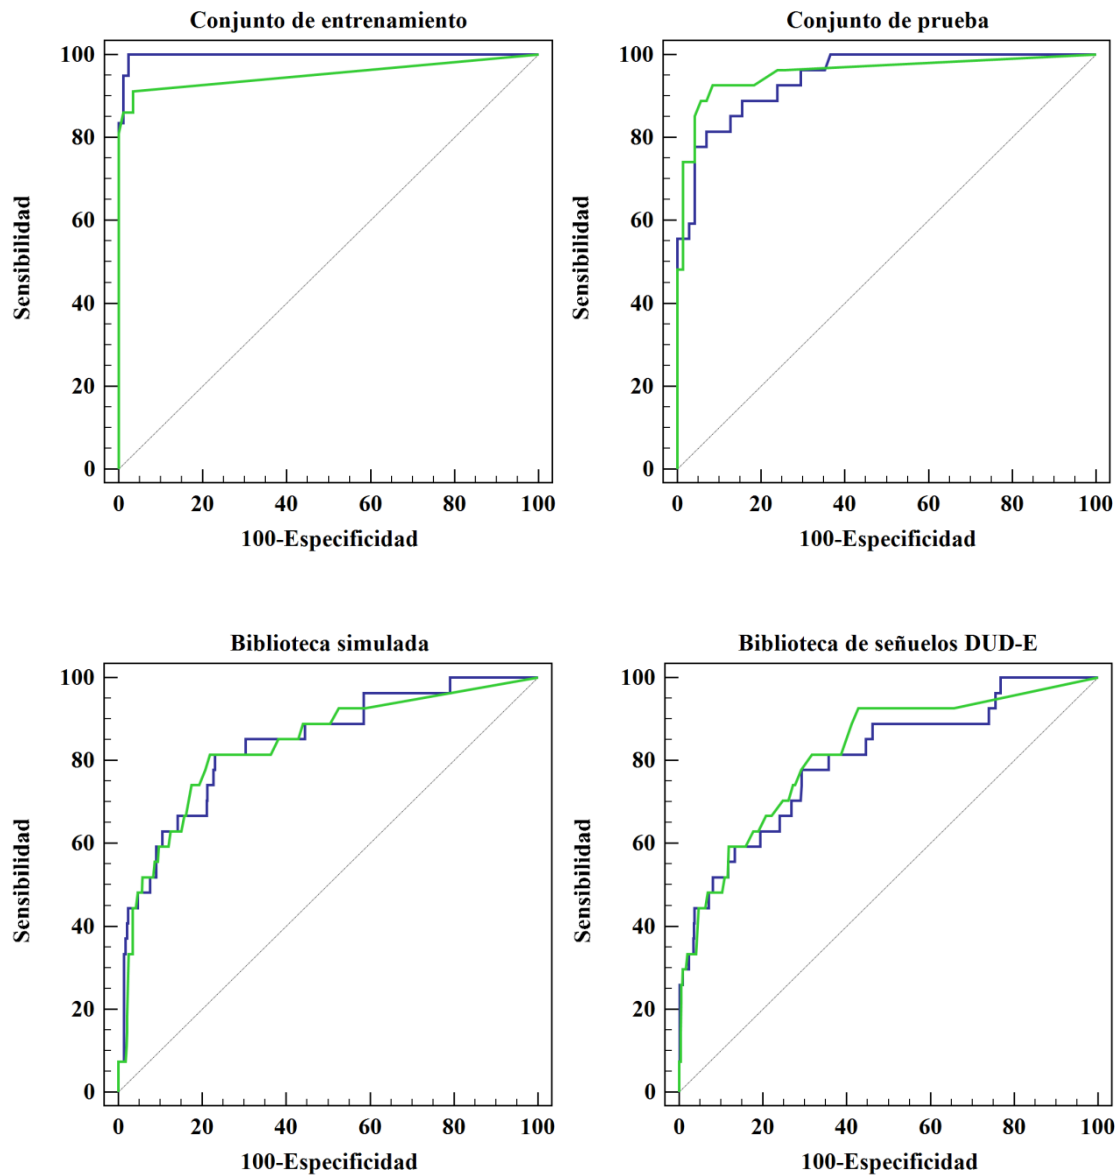 Conjunto de entrenamiento
100
80
60
40
20
0
Sensibilidad
0 20 40 60 80 100
100-Especificidad
Conjunto de prueba
100
80
60
40
20
0
Sensibilidad
0 20 40 60 80 100
100-Especificidad
Biblioteca simulada
100
80
60
40
20
0
Sensibilidad
0 20 40 60 80 100
100-Especificidad
Biblioteca de señuelos DUD-E
100
80
60
40
20
0
Sensibilidad
0 20 40 60 80 100
100-Especificidad